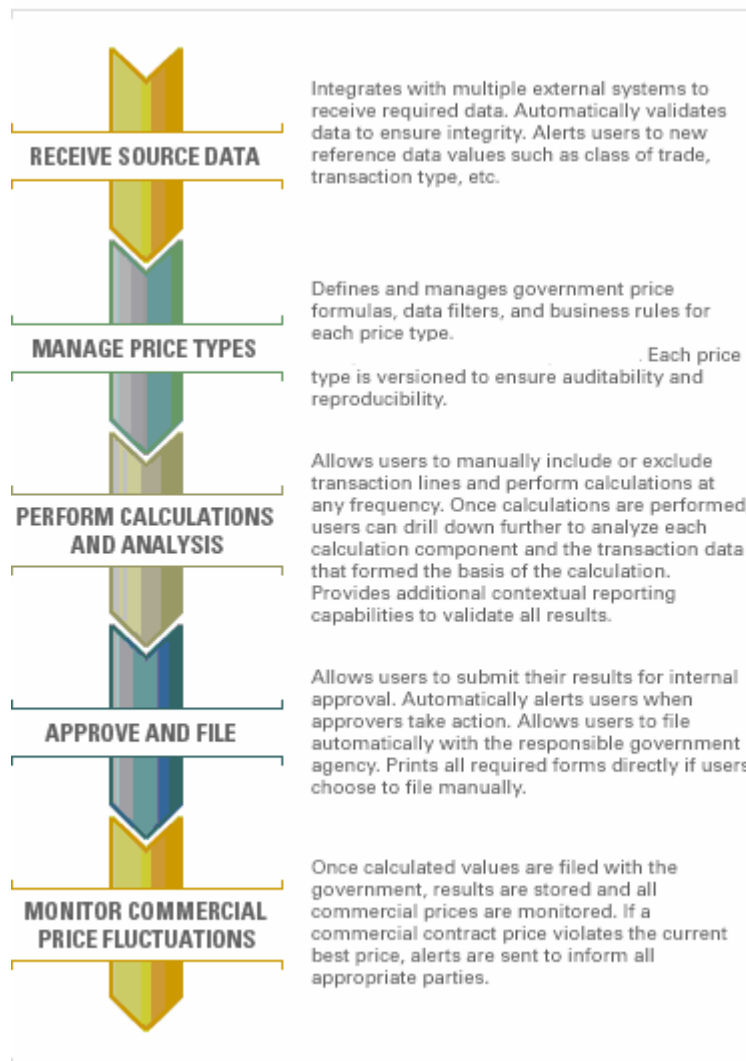 RECEIVE SOURCE DATA
Integrates with multiple external systems to
receive required data. Automatically validates
data to ensure integrity. Alerts users to new
reference data values such as class of trade,
transaction type, etc.
MANAGE PRICE TYPES
Defines and manages government price
formulas, data filters, and business rules for
each price type.
. Each price
type is versioned to ensure auditability and
reproducibility.
PERFORM CALCULATIONS
AND ANALYSIS
Allows users to manually include or exclude
transaction lines and perform calculations at
any frequency. Once calculations are performed
users can drill down further to analyze each
calculation component and the transaction data
that formed the basis of the calculation.
Provides additional contextual reporting
capabilities to validate all results.
APPROVE AND FILE
Allows users to submit their results for internal
approval. Automatically alerts users when
approvers take action. Allows users to file
automatically with the responsible government
agency. Prints all required forms directly if users
choose to file manually.
MONITOR COMMERCIAL
PRICE FLUCTUATIONS
Once calculated values are filed with the
government, results are stored and all
commercial prices are monitored. If a
commercial contract price violates the current
best price, alerts are sent to inform all
appropriate parties.